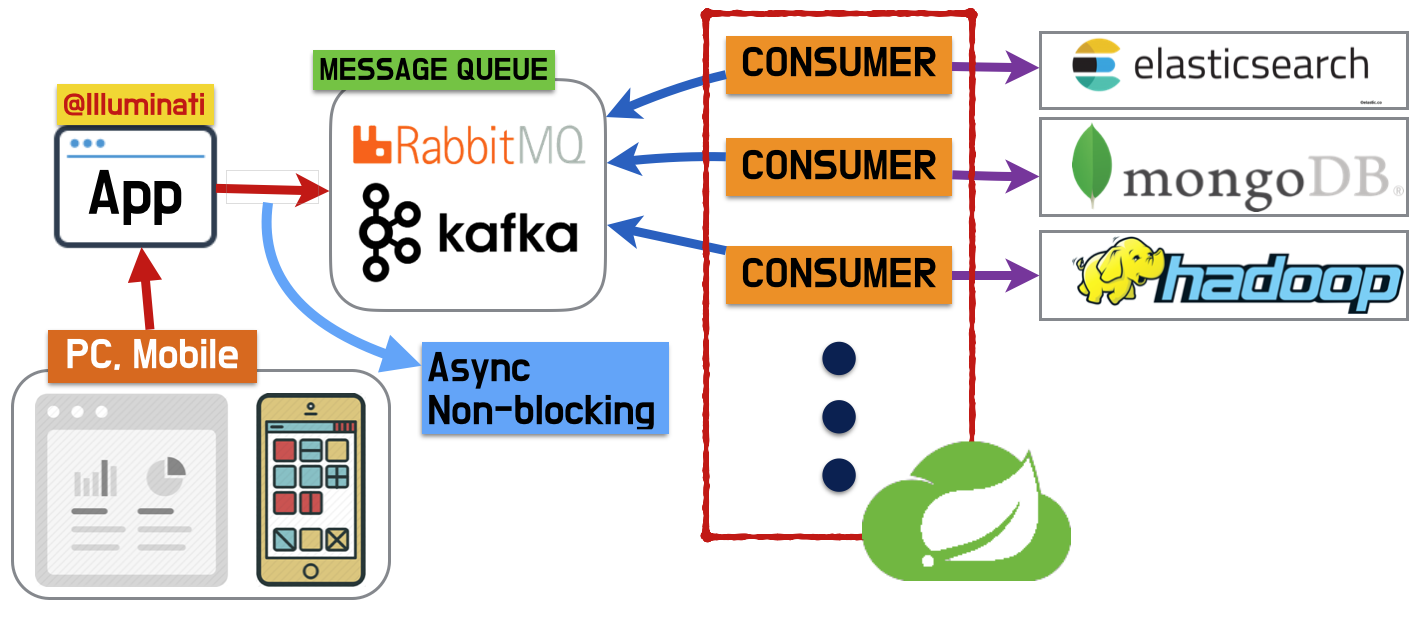 @Illuminati
App
PC, Mobile
MESSAGE QUEUE
RabbitMQ
kafka
Async
Non-blocking
CONSUMER
CONSUMER
CONSUMER
elasticsearch
mongoDB®
hadoop